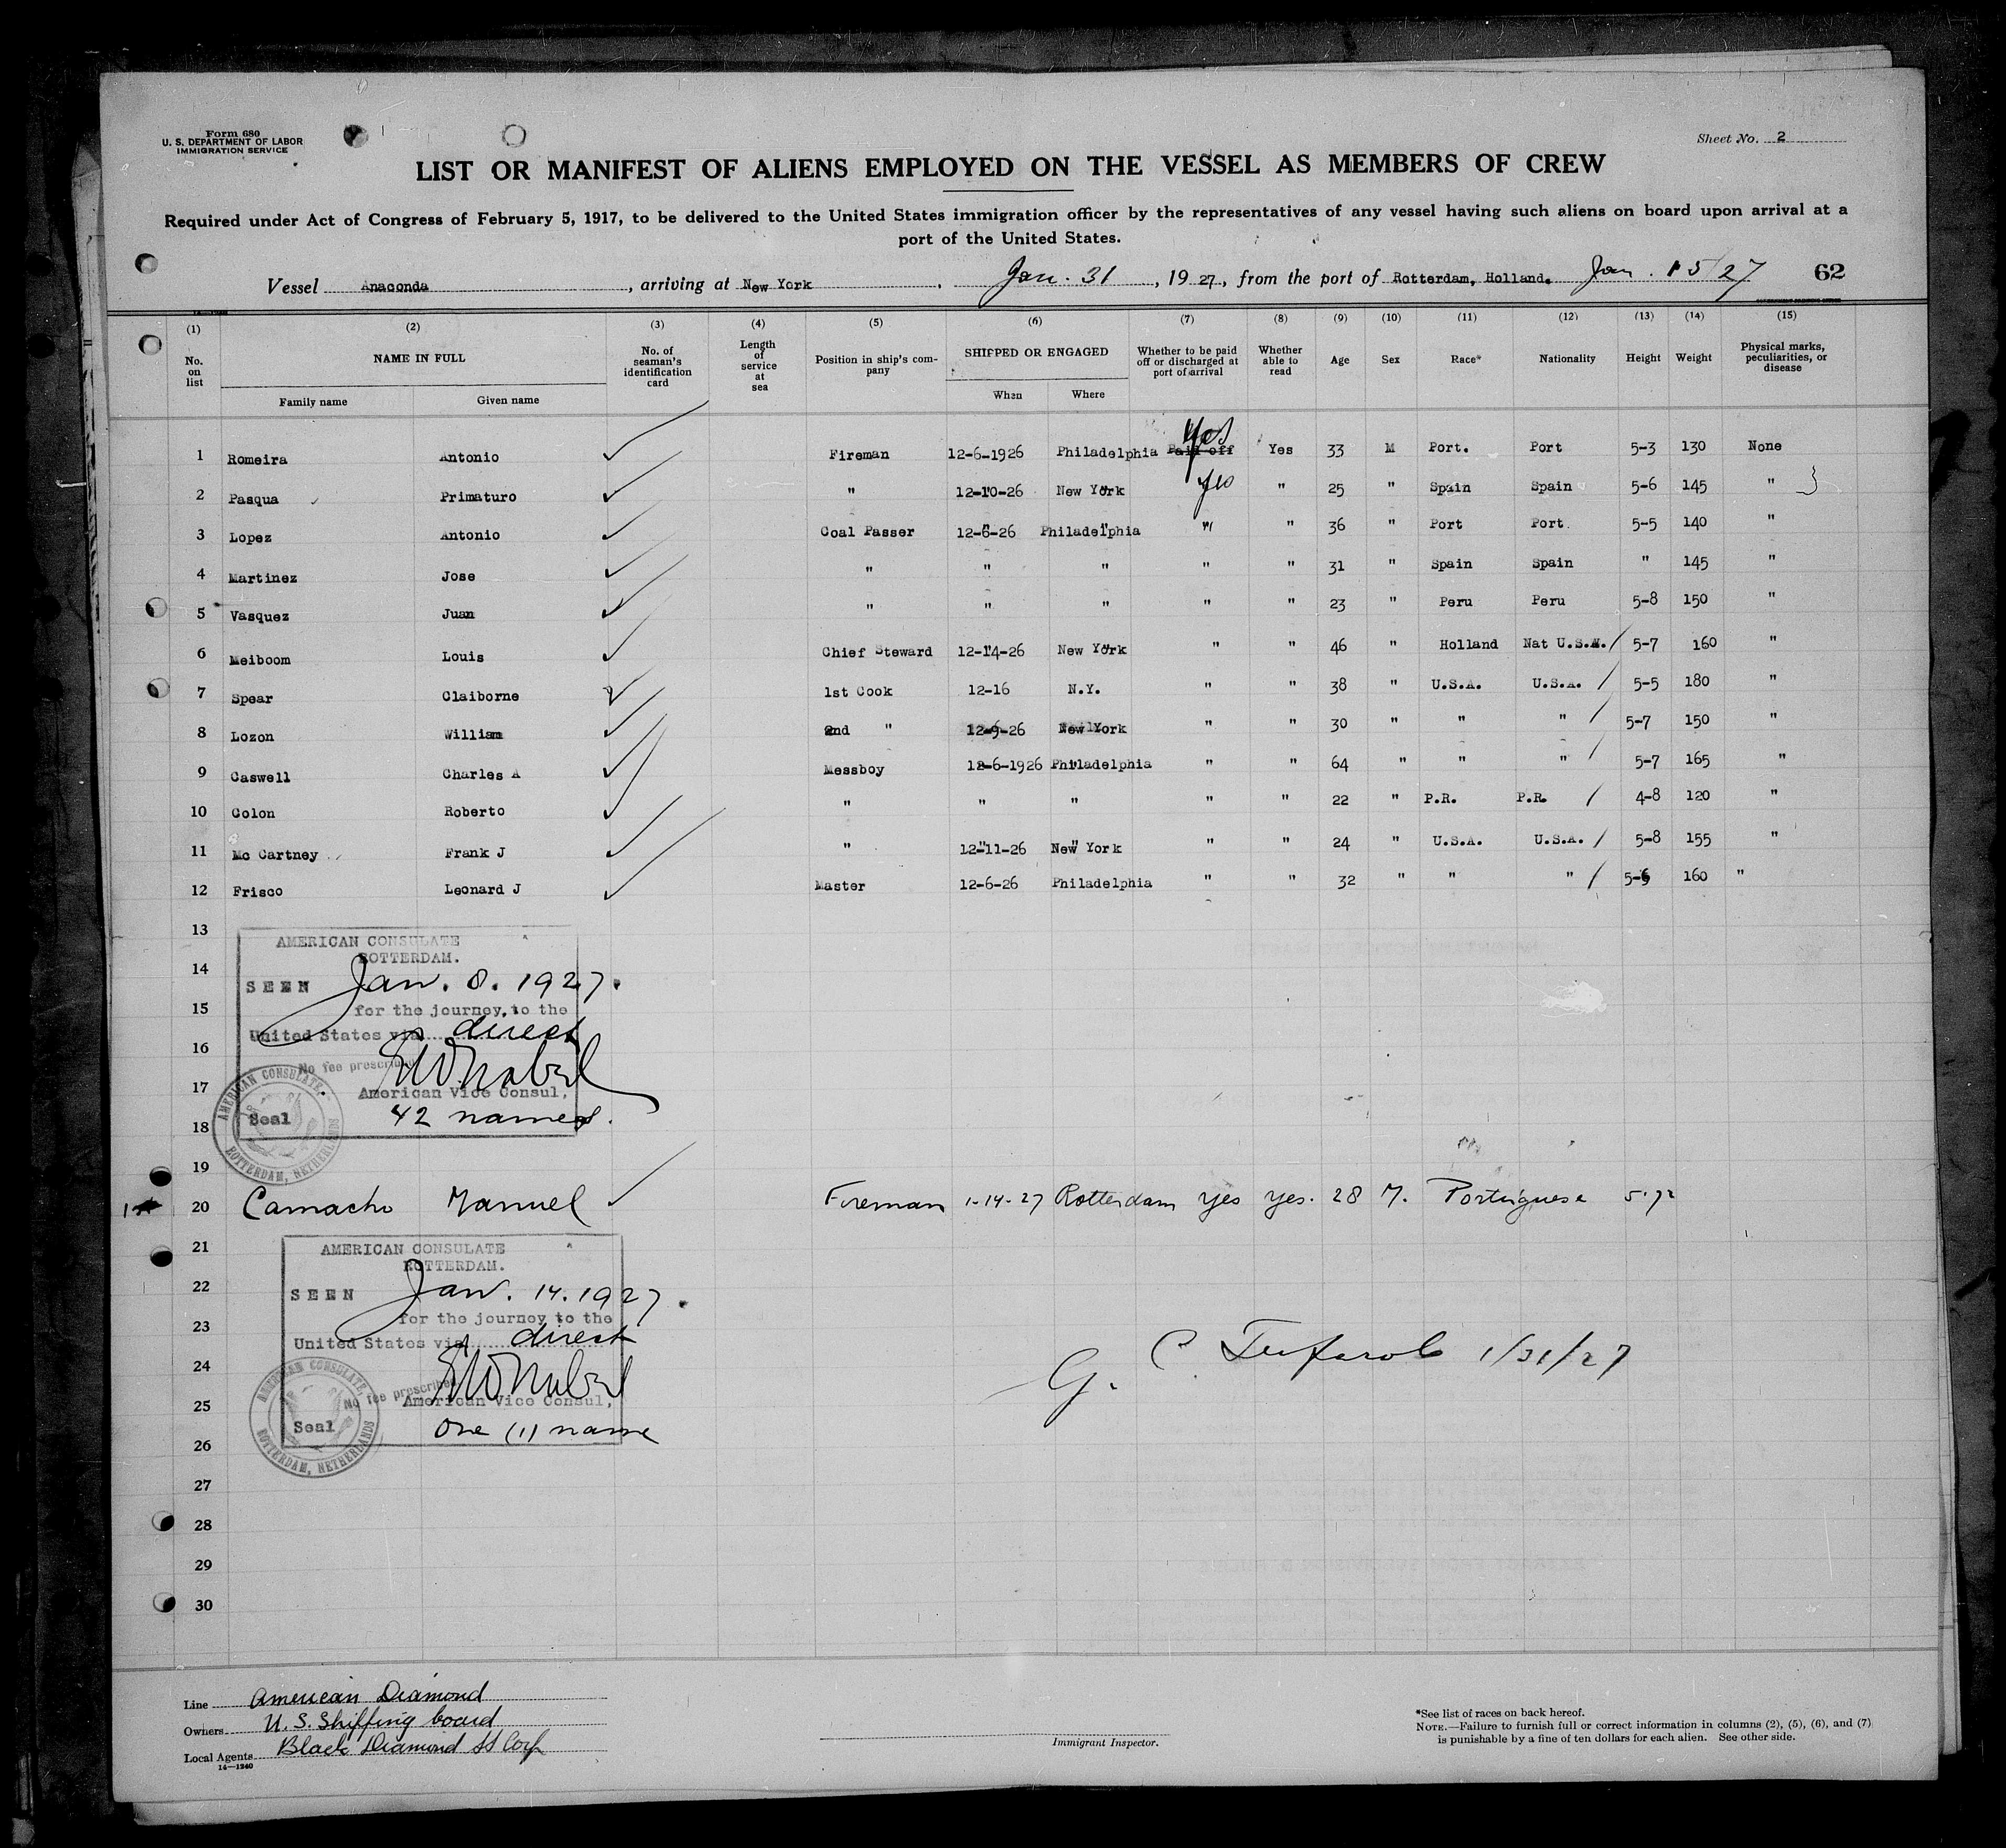 Form 680
U. S. DEPARTMENT OF LABOR
IMMIGRATION SERVICE
Sheet No. 2
LIST OR MANIFEST OF ALIENS EMPLOYED ON THE VESSEL AS MEMBERS OF CREW
Required under Act of Congress of February 5, 1917, to be delivered to the United States immigration officer by the representatives of any vessel having such aliens on board upon arrival at a
port of the United States.
Vessel Anaconda, arriving at New York, Jan. 31, 1927, from the port of Rotterdam, Holland. Jan. 15/27 62
(1) (2) (3) (4) (5) (6) (7) (8) (9) (10) (11) (12) (13) (14) (15)
No. on list NAME IN FULL Family name Given name No. of seaman's identification card Length of service at sea Position in ship's company SHIPPED OR ENGAGED When Where Whether to be paid off or discharged at port of arrival Whether able to read Age Sex Race* Nationality Height Weight Physical marks, peculiarities, or disease
1 Romeira Antonio Fireman 12-6-1926 Philadelphia Paid off Yes Yes 33 M Port. Port 5-3 130 None
2 Pasqua Primaturo " 12-10-26 New York yes " 25 " Spain Spain 5-6 145 "
3 Lopez Antonio Coal Passer 12-6-26 Philadelphia " " 36 " Port Port. 5-5 140 "
4 Martinez Jose " " " " " 31 " Spain Spain " 145 "
5 Vasquez Juan " " " " " 23 " Peru Peru 5-8 150 "
6 Meiboom Louis Chief Steward 12-14-26 New York " " 46 " Holland Nat U.S.A. / 5-7 160 "
7 Spear Claiborne 1st Cook 12-16 N.Y. " " 38 " U.S.A. U.S.A. / 5-5 180 "
8 Lozon William 2nd " 12-9-26 New York " " 30 " " " / 5-7 150 "
9 Caswell Charles A Messboy 12-6-1926 Philadelphia " " 64 " " " / 5-7 165 "
10 Colon Roberto " " " " " 22 " P.R. P.R. / 4-8 120 "
11 Mc Cartney Frank J " 12-11-26 New York " " 24 " U.S.A. U.S.A. / 5-8 155 "
12 Frisco Leonard J Master 12-6-26 Philadelphia " " 32 " " " / 160 "
13
AMERICAN CONSULATE
ROTTERDAM.
14
SEEN Jan. 8. 1927.
15
for the journey to the
United States via direct
16
No fee prescribed
17
American Vice Consul,
Seal 42 names.
AMERICAN CONSULATE
ROTTERDAM, NETHERLANDS
18
19
20 Camacho Manuel Fireman 1-14-27 Rotterdam yes yes. 28 M. Portuguese
21
AMERICAN CONSULATE
ROTTERDAM.
22
SEEN Jan. 14. 1927.
for the journey to the
23
United States via direct
24
No fee prescribed
25
American Vice Consul,
Seal One (1) name
AMERICAN CONSULATE
ROTTERDAM, NETHERLANDS
1/31/27
26
27
28
29
30
Line American Diamond
Owners U. S. Shipping board
Local Agents Black Diamond SS Corp
14—1240
Immigrant Inspector.
*See list of races on back hereof.
NOTE.—Failure to furnish full or correct information in columns (2), (5), (6), and (7)
is punishable by a fine of ten dollars for each alien. See other side.